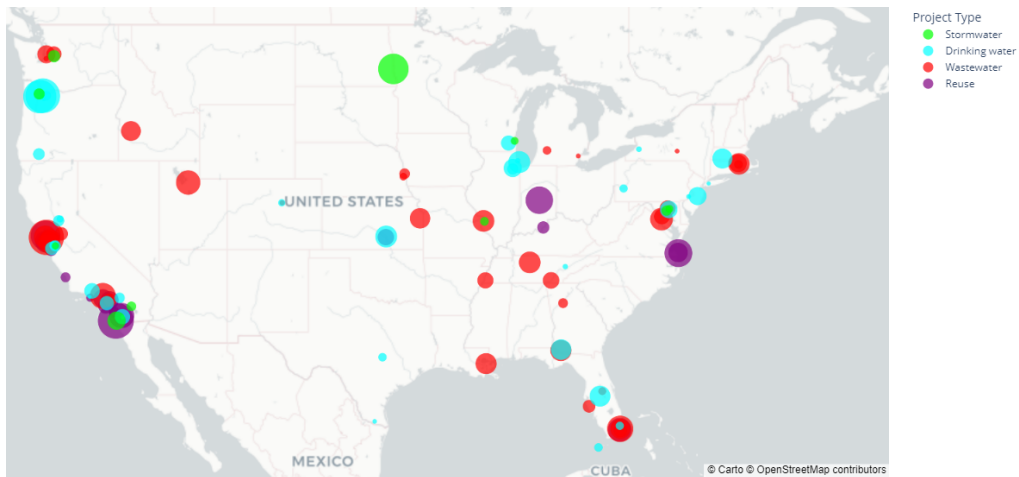 Project Type
Stormwater
Drinking water
Wastewater
Reuse
UNITED STATES
MEXICO
CUBA
© Carto © OpenStreetMap contributors